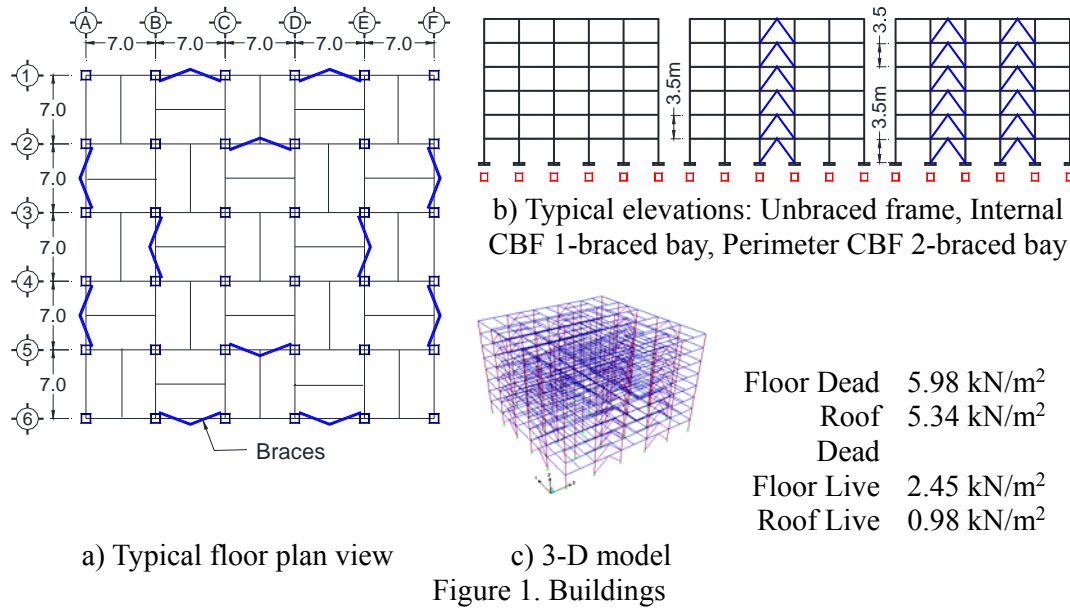 A B C D E F
7.0 7.0 7.0 7.0 7.0
1
7.0
2
7.0
3
7.0
4
7.0
5
7.0
6
Braces
a) Typical floor plan view
3.5m
3.5
3.5m
b) Typical elevations: Unbraced frame, Internal
CBF 1-braced bay, Perimeter CBF 2-braced bay
c) 3-D model
Floor Dead 5.98 kN/m²
Roof 5.34 kN/m²
Dead
Floor Live 2.45 kN/m²
Roof Live 0.98 kN/m²
Figure 1. Buildings